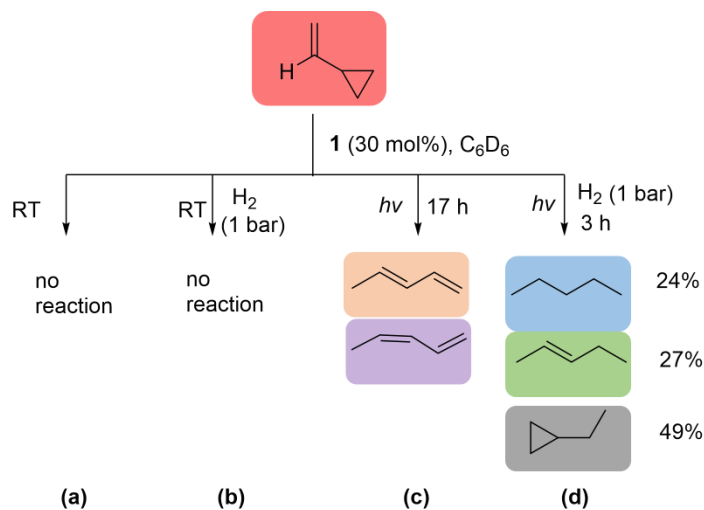 H
1 (30 mol%), C₆D₆
RT
RT
H₂
(1 bar)
hv
17 h
hv
H₂ (1 bar)
3 h
no
reaction
no
reaction
24%
27%
49%
(a)
(b)
(c)
(d)